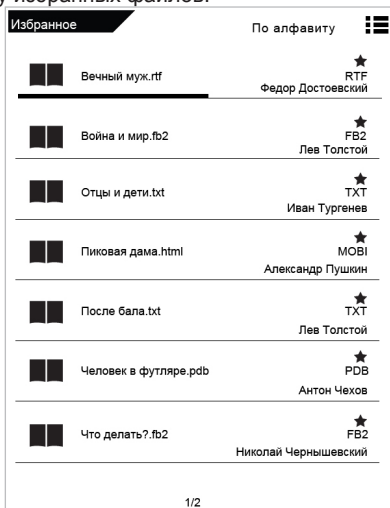 у избранных файлов.
Избранное
По алфавиту
Вечный муж.rtf
RTF
Федор Достоевский
Война и мир.fb2
FB2
Лев Толстой
Отцы и дети.txt
TXT
Иван Тургенев
Пиковая дама.html
MOBI
Александр Пушкин
После бала.txt
TXT
Лев Толстой
Человек в футляре.pdb
PDB
Антон Чехов
Что делать?.fb2
FB2
Николай Чернышевский
1/2